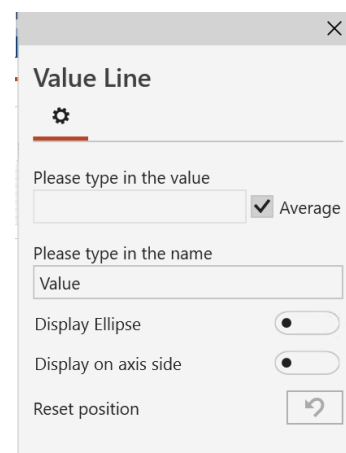 Value Line
Please type in the value
Average
Please type in the name
Value
Display Ellipse
Display on axis side
Reset position